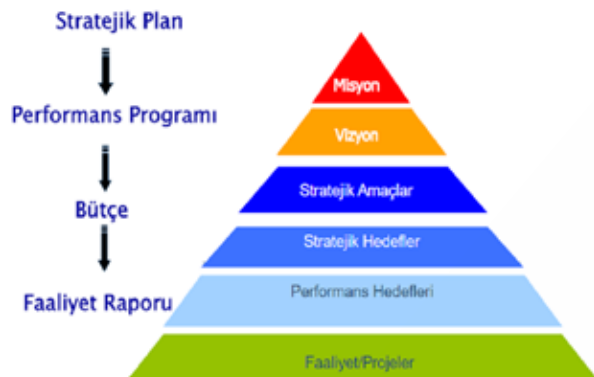 Stratejik Plan
Performans Programı
Bütçe
Faaliyet Raporu
Misyon
Vizyon
Stratejik Amaçlar
Stratejik Hedefler
Performans Hedefleri
Faaliyet/Projeler